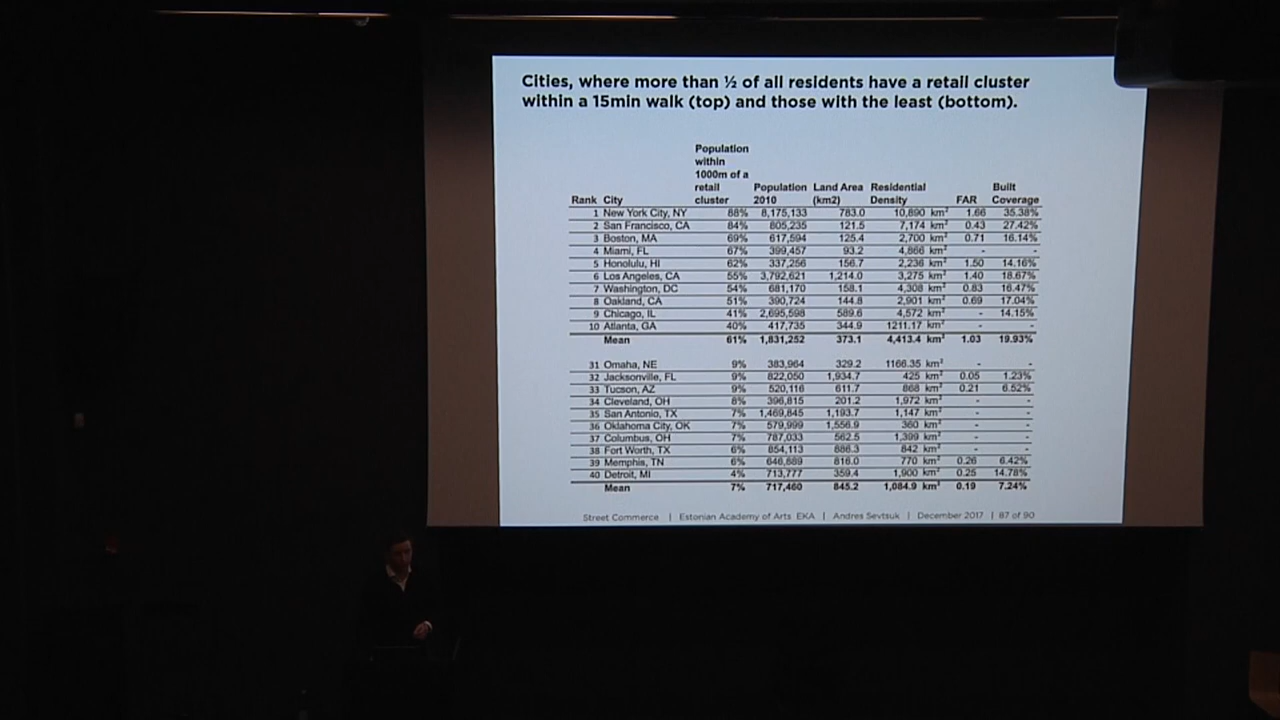 Cities, where more than ½ of all residents have a retail cluster
within a 15min walk (top) and those with the least (bottom).
Rank City Population within 1000m of a retail cluster Population 2010 Land Area (km2) Residential Density FAR Built Coverage
1 New York City, NY 88% 8,175,133 783.0 10,890 km² 1.66 35.38%
2 San Francisco, CA 84% 805,235 121.5 7,174 km² 0.43 27.42%
3 Boston, MA 69% 617,594 125.4 2,700 km² 0.71 16.14%
4 Miami, FL 67% 399,457 93.2 4,866 km² - -
5 Honolulu, HI 62% 337,256 156.7 2,236 km² 1.50 14.16%
6 Los Angeles, CA 55% 3,792,621 1,214.0 3,275 km² 1.40 18.67%
7 Washington, DC 54% 681,170 158.1 4,308 km² 0.83 16.47%
8 Oakland, CA 51% 390,724 144.8 2,901 km² 0.69 17.04%
9 Chicago, IL 41% 2,695,598 589.6 4,572 km² - 14.15%
10 Atlanta, GA 40% 417,735 344.9 1211.17 km² - -
Mean 61% 1,831,252 373.1 4,413.4 km² 1.03 19.93%
31 Omaha, NE 9% 383,964 329.2 1166.35 km² - -
32 Jacksonville, FL 9% 822,050 1,934.7 425 km² 0.05 1.23%
33 Tucson, AZ 9% 520,116 611.7 868 km² 0.21 6.52%
34 Cleveland, OH 8% 396,815 201.2 1,972 km² - -
35 San Antonio, TX 7% 1,469,845 1,193.7 1,147 km² - -
36 Oklahoma City, OK 7% 579,999 1,556.9 360 km² - -
37 Columbus, OH 7% 787,033 562.5 1,399 km² - -
38 Fort Worth, TX 6% 854,113 886.3 842 km² - -
39 Memphis, TN 6% 646,889 816.0 770 km² 0.26 6.42%
40 Detroit, MI 4% 713,777 359.4 1,900 km² 0.25 14.78%
Mean 7% 717,460 845.2 1,084.9 km² 0.19 7.24%
Street Commerce | Estonian Academy of Arts EKA | Andres Sevtsuk | December 2017 | 87 of 90